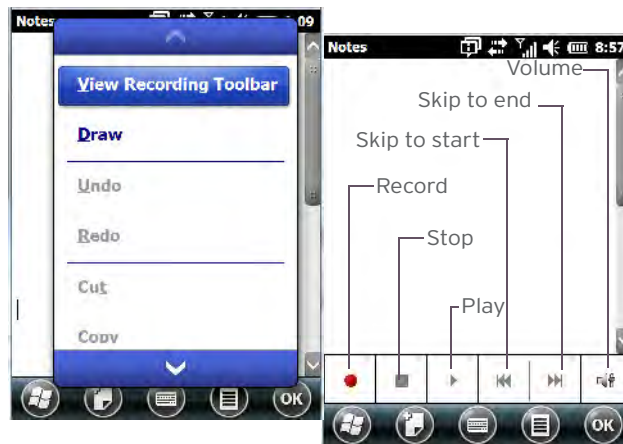 Notes
09
View Recording Toolbar
Draw
Undo
Redo
Cut
Copy
OK
Notes
8:57
Volume
Skip to end
Skip to start
Record
Stop
Play
OK